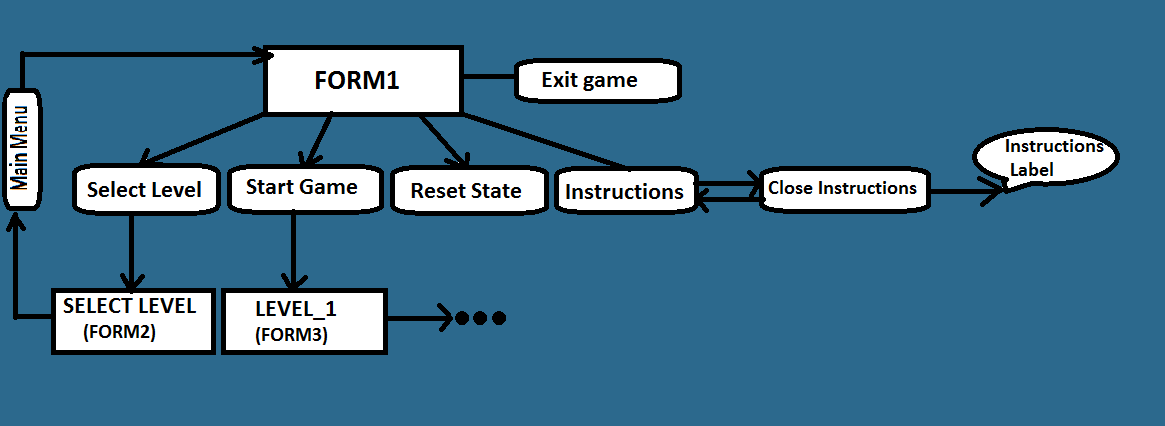 FORM1
Exit game
Main Menu
Select Level
Start Game
Reset State
Instructions
Close Instructions
Instructions
Label
SELECT LEVEL
(FORM2)
LEVEL_1
(FORM3)